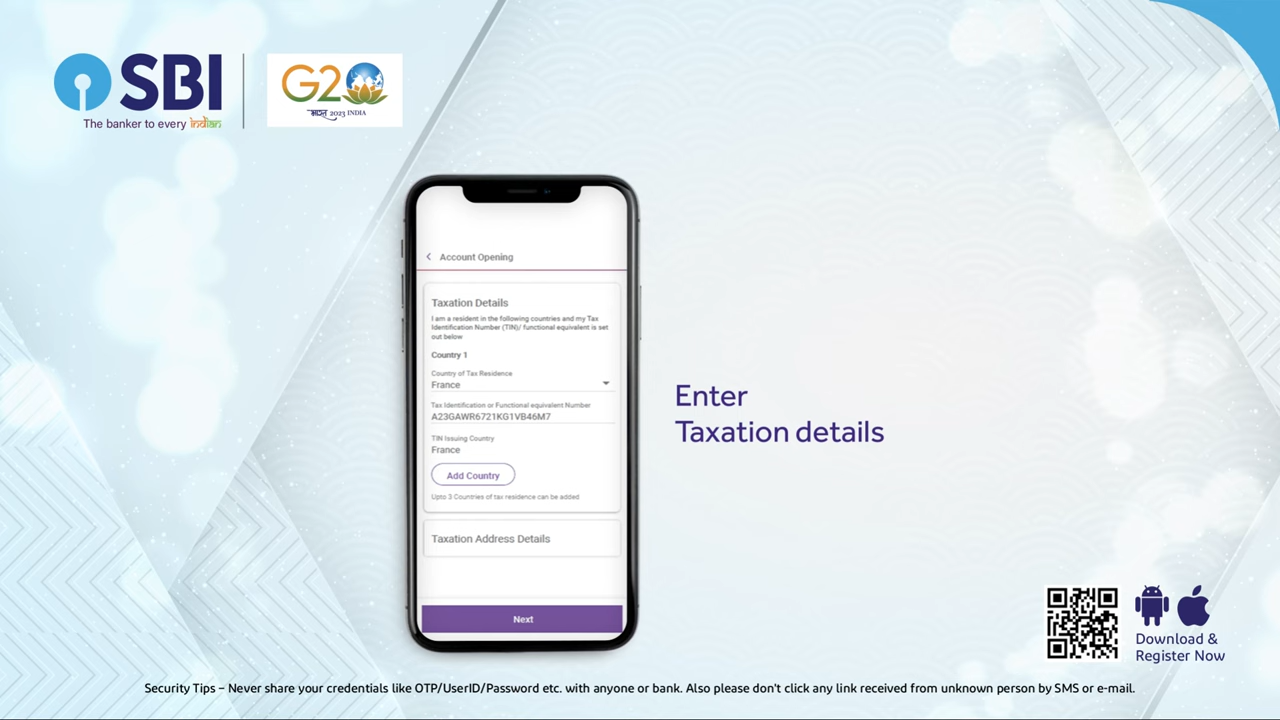 SBI
The banker to every indian
G20
भारत 2023 INDIA
Account Opening
Taxation Details
I am a resident in the following countries and my Tax
Identification Number (TIN)/ functional equivalent is set
out below
Country 1
Country of Tax Residence
France
Tax Identification or Functional equivalent Number
A23GAWR6721KG1VB46M7
TIN Issuing Country
France
Add Country
Upto 3 Countries of tax residence can be added
Taxation Address Details
Next
Enter
Taxation details
Download &
Register Now
Security Tips – Never share your credentials like OTP/UserID/Password etc. with anyone or bank. Also please don't click any link received from unknown person by SMS or e-mail.